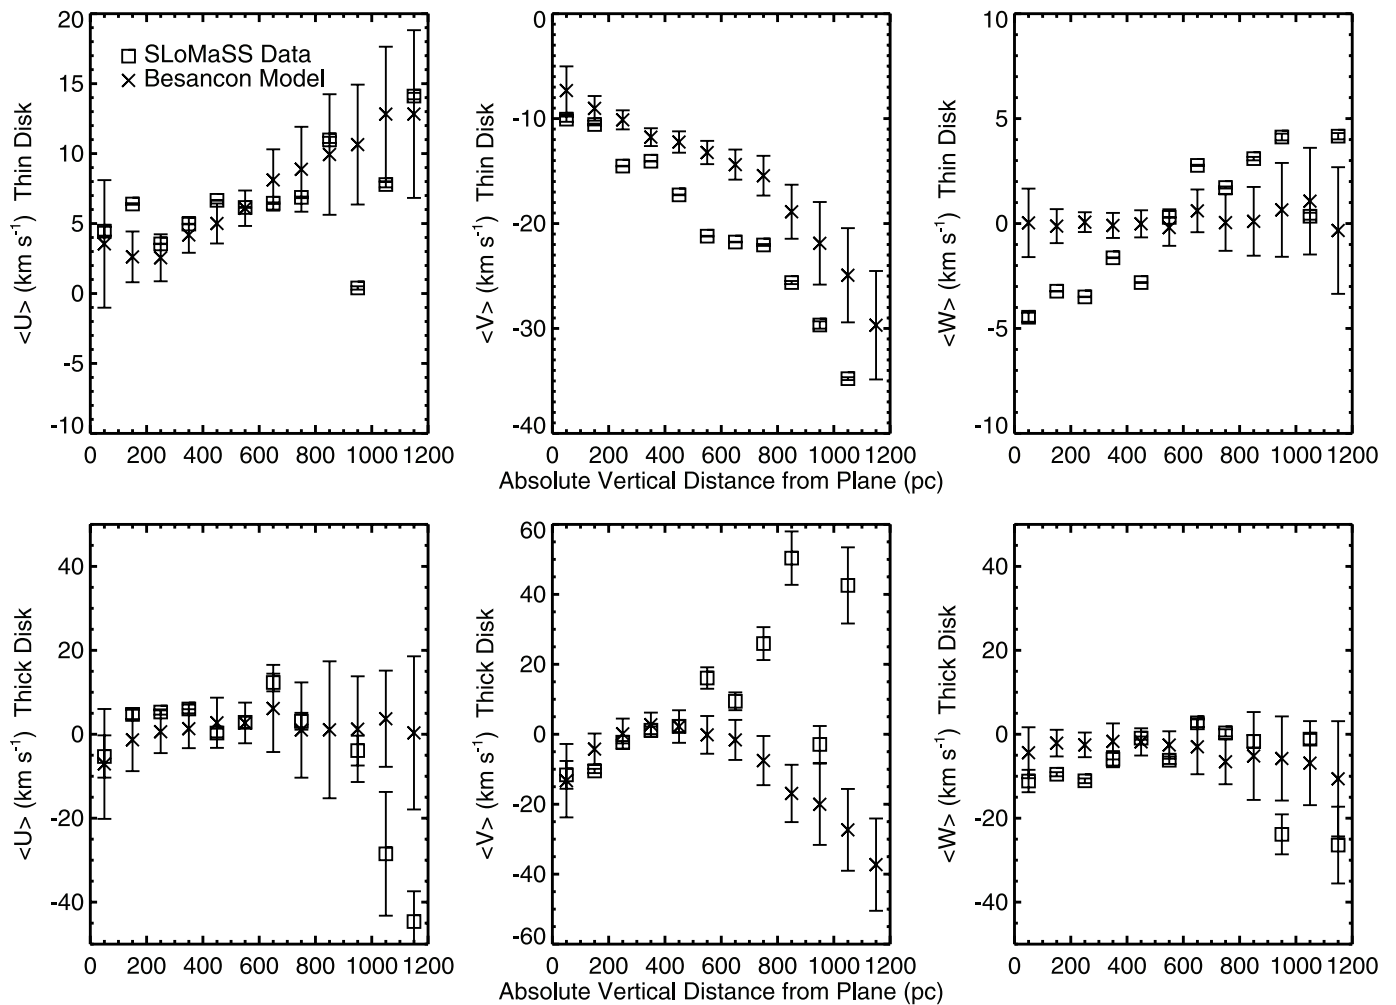 SLoMaSS Data
Besancon Model
<U> (km s-1) Thin Disk
20
15
10
5
0
-5
-10
0 200 400 600 800 1000 1200
<V> (km s-1) Thin Disk
-0
-10
-20
-30
-40
0 200 400 600 800 1000 1200
<W> (km s-1) Thin Disk
10
5
0
-5
-10
0 200 400 600 800 1000 1200
Absolute Vertical Distance from Plane (pc)
<U> (km s-1) Thick Disk
40
20
0
-20
-40
0 200 400 600 800 1000 1200
<V> (km s-1) Thick Disk
60
40
20
0
-20
-40
-60
0 200 400 600 800 1000 1200
<W> (km s-1) Thick Disk
40
20
0
-20
-40
0 200 400 600 800 1000 1200
Absolute Vertical Distance from Plane (pc)